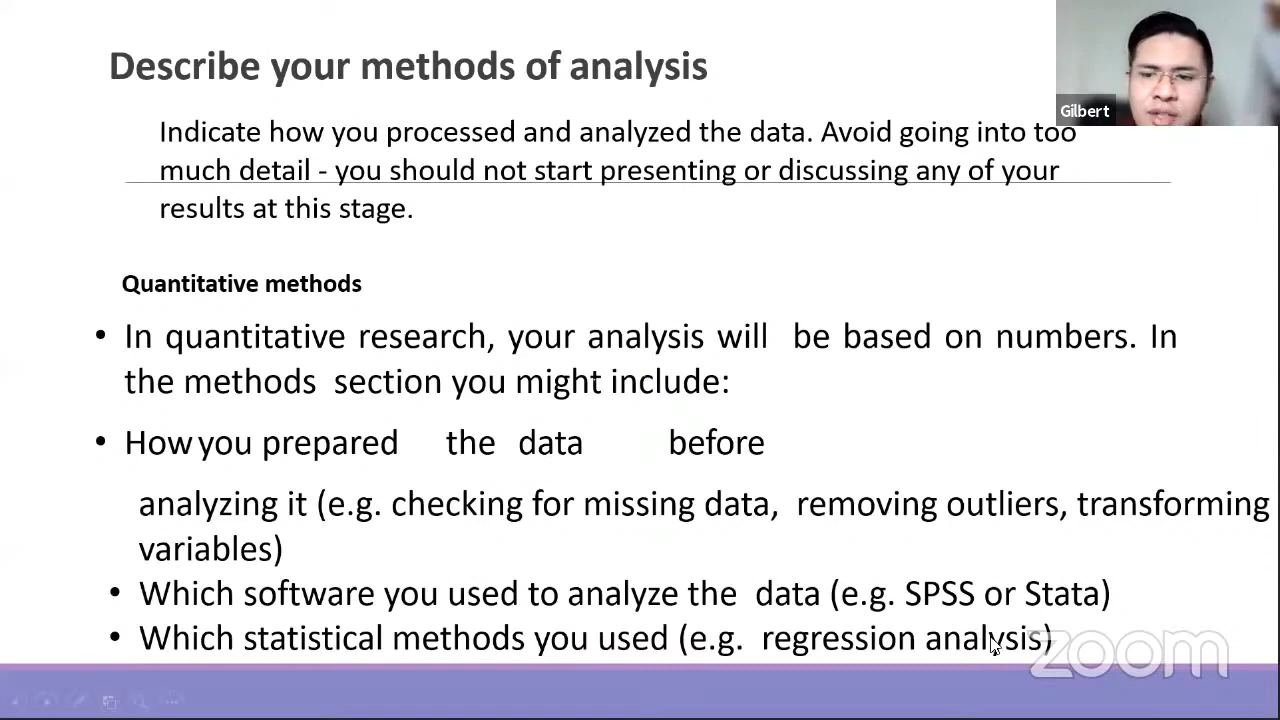 Describe your methods of analysis
Gilbert
Indicate how you processed and analyzed the data. Avoid going into too
much detail - you should not start presenting or discussing any of your
results at this stage.
Quantitative methods
• In quantitative research, your analysis will be based on numbers. In
the methods section you might include:
• How you prepared the data before
analyzing it (e.g. checking for missing data, removing outliers, transforming
variables)
• Which software you used to analyze the data (e.g. SPSS or Stata)
• Which statistical methods you used (e.g. regression analysis)
zoom